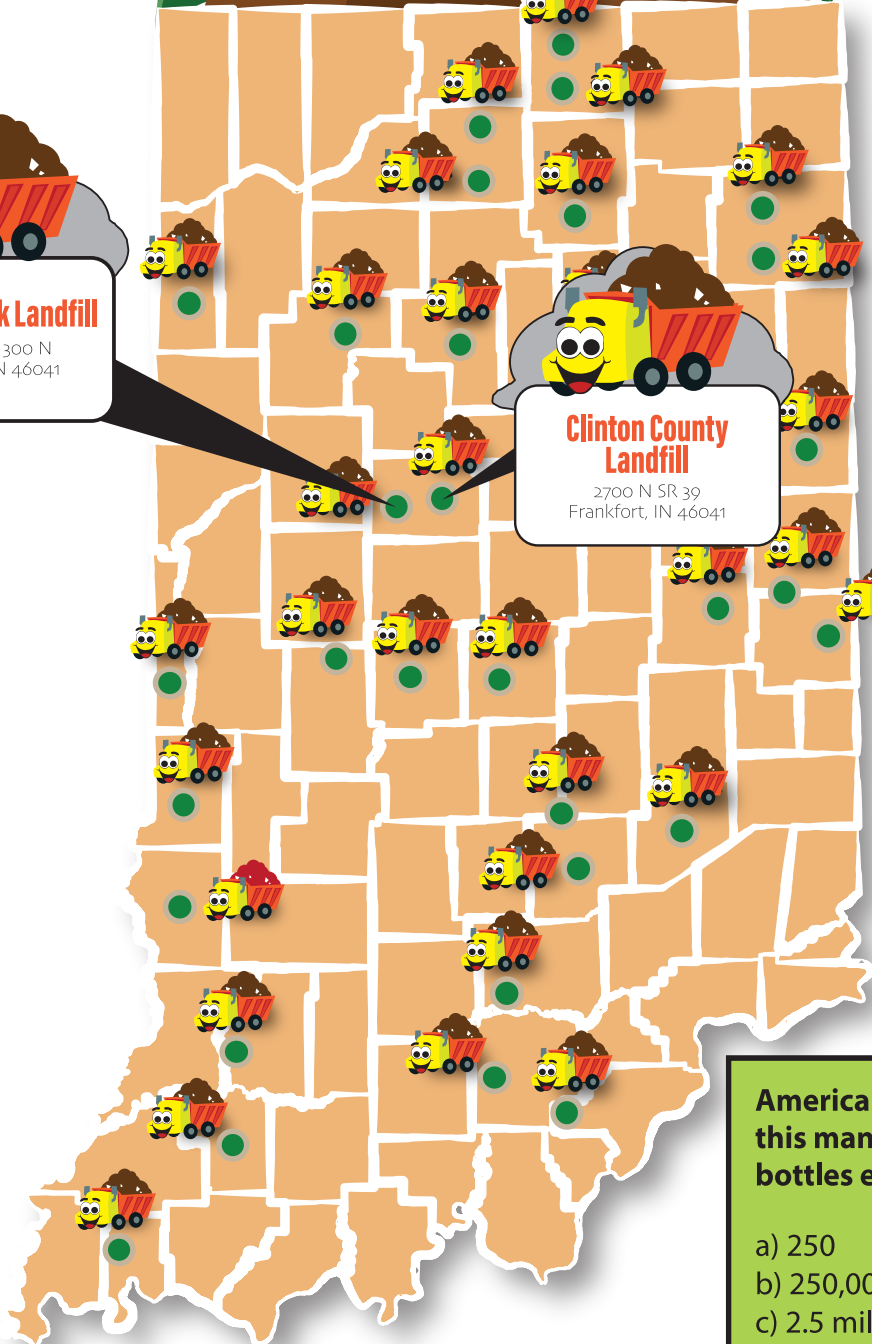 k Landfill
300 N
N 46041
Clinton County
Landfill
2700 N SR 39
Frankfort, IN 46041
America
this man
bottles e
a) 250
b) 250,00
c) 2.5 mil